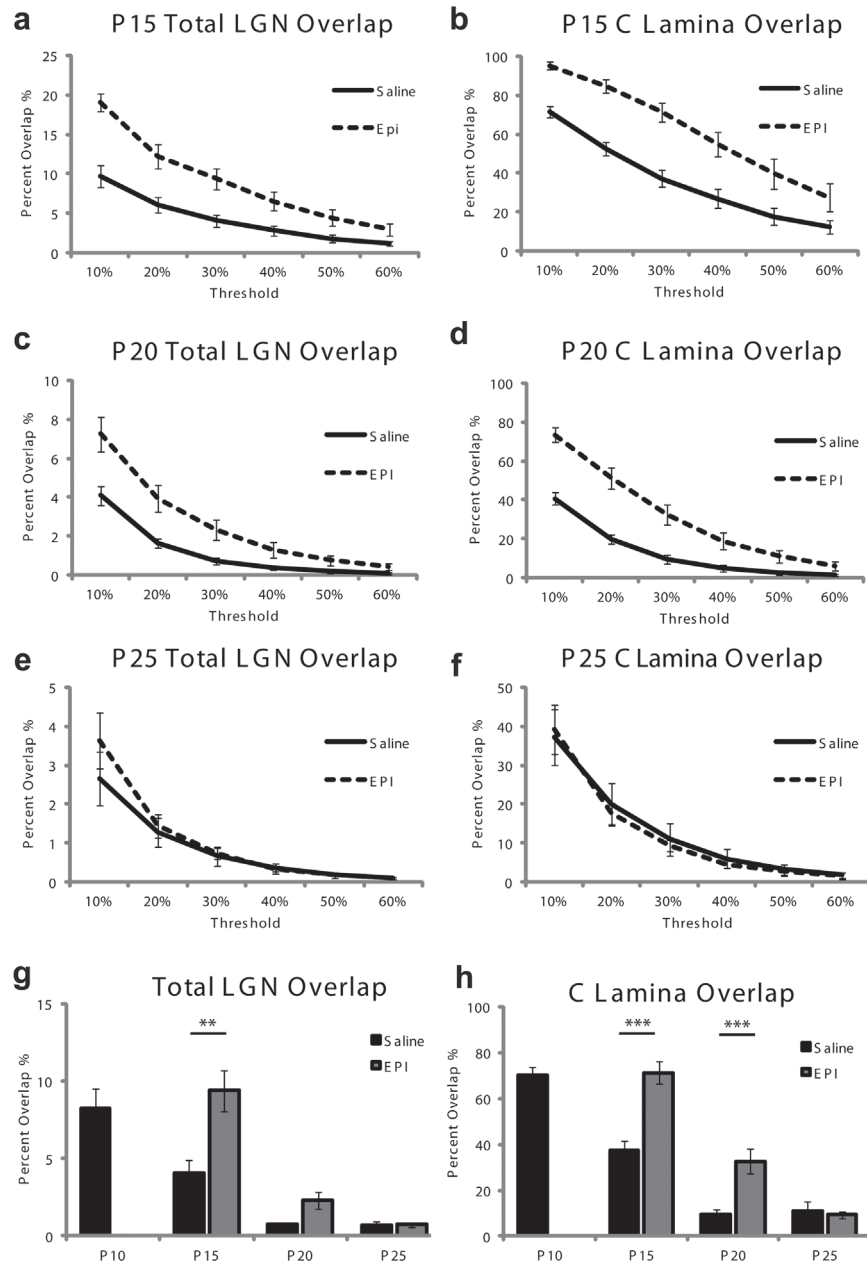 a
P15 Total LGN Overlap
Percent Overlap %
25
20
15
10
5
0
Saline
Epi
10% 20% 30% 40% 50% 60%
Threshold
b
P15 C Lamina Overlap
Percent Overlap %
100
80
60
40
20
0
Saline
EPI
10% 20% 30% 40% 50% 60%
Threshold
c
P20 Total LGN Overlap
Percent Overlap %
10
8
6
4
2
0
Saline
EPI
10% 20% 30% 40% 50% 60%
Threshold
d
P20 C Lamina Overlap
Percent Overlap %
100
80
60
40
20
0
Saline
EPI
10% 20% 30% 40% 50% 60%
Threshold
e
P25 Total LGN Overlap
Percent Overlap %
5
4
3
2
1
0
Saline
EPI
10% 20% 30% 40% 50% 60%
Threshold
f
P25 C Lamina Overlap
Percent Overlap %
50
40
30
20
10
0
Saline
EPI
10% 20% 30% 40% 50% 60%
Threshold
g
Total LGN Overlap
Percent Overlap %
15
10
5
0
**
Saline
EPI
P10 P15 P20 P25
h
C Lamina Overlap
Percent Overlap %
100
80
60
40
20
0
*** ***
Saline
EPI
P10 P15 P20 P25